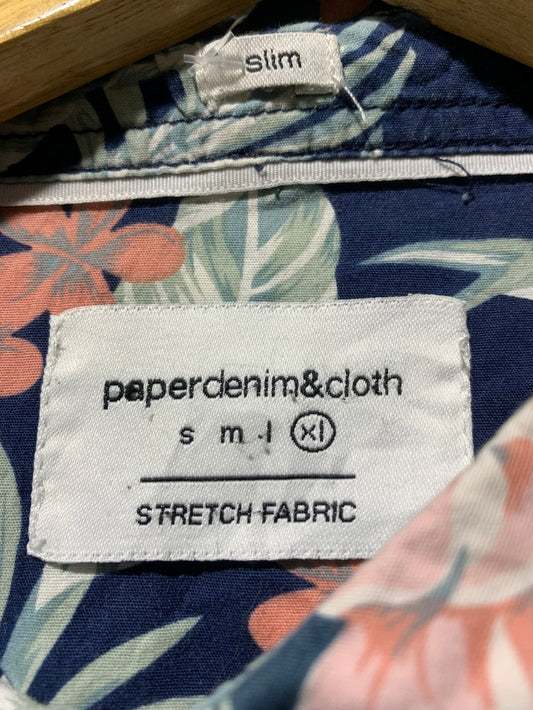 slim
paperdenim&cloth
s m l xl
STRETCH FABRIC